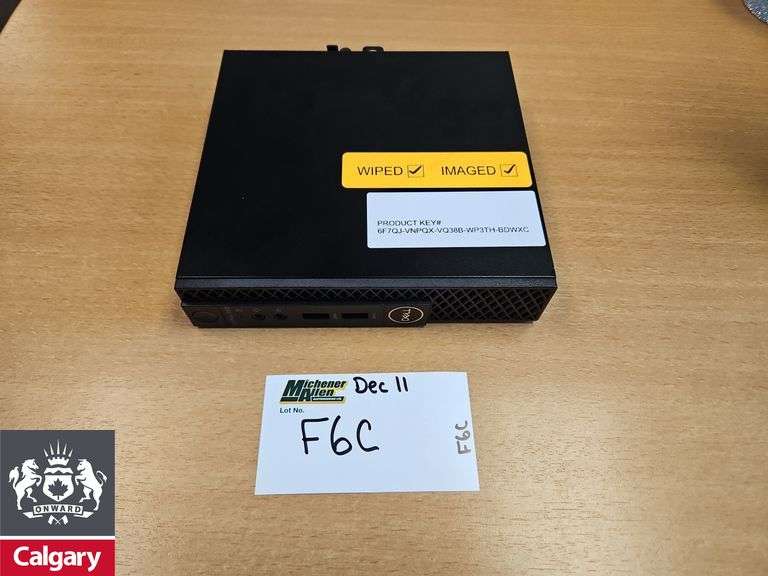 WIPED ☑ IMAGED ☑
PRODUCT KEY#
6F7QJ-VNPQX-VQ38B-WP3TH-BDWXC
DELL
Michener
Allen
Dec 11
Lot No.
F6C
F6C
ONWARD
Calgary